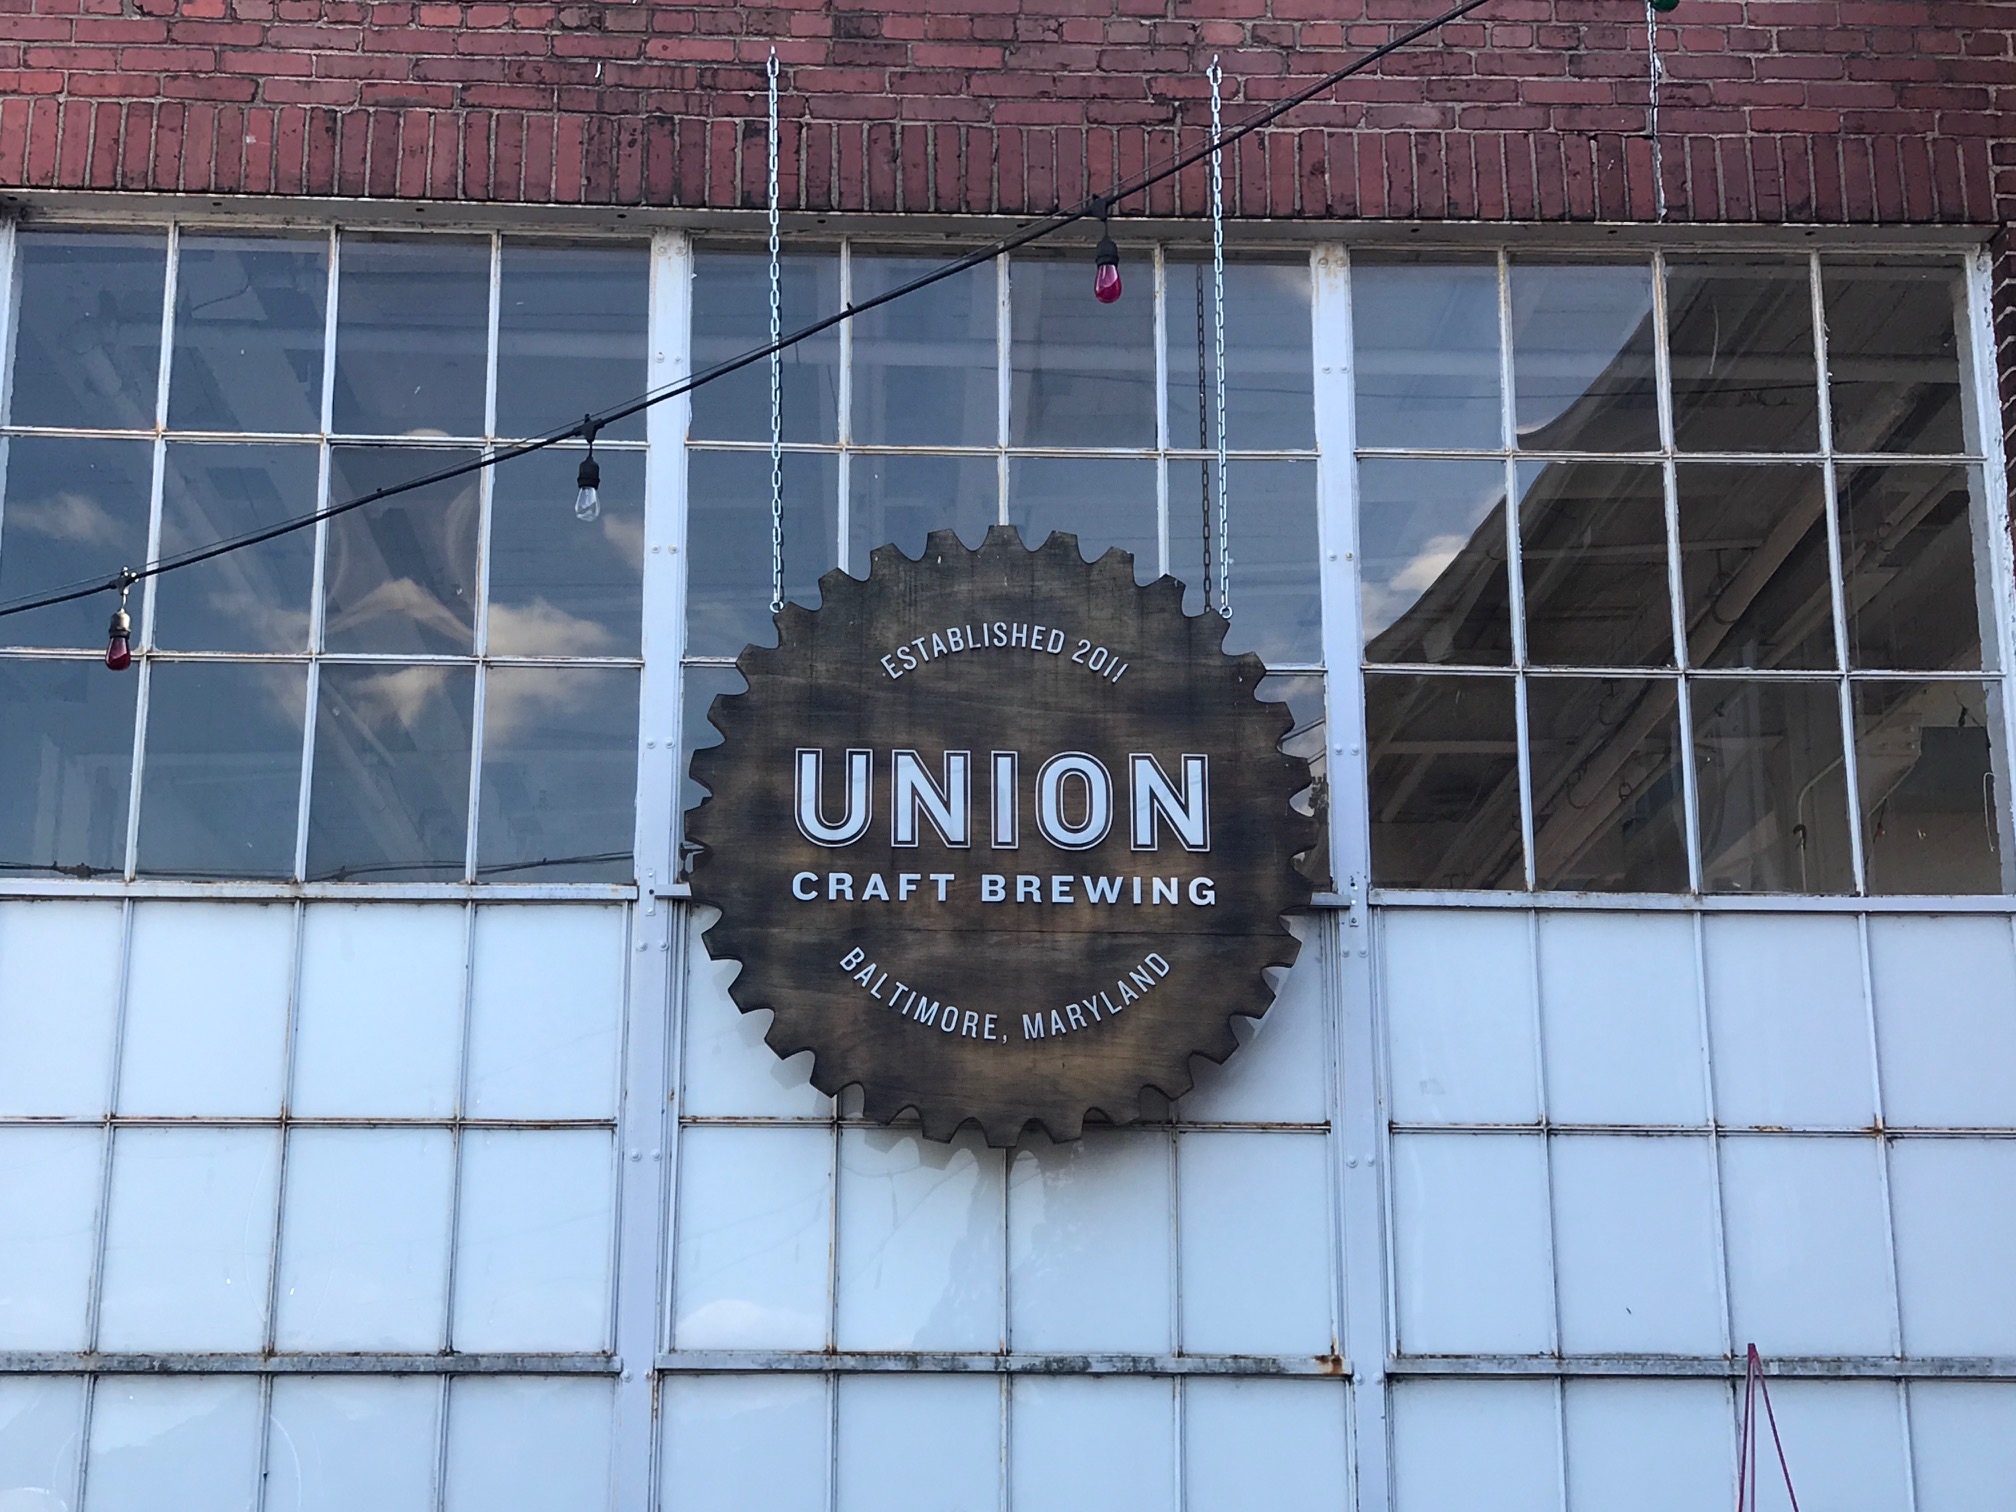 ESTABLISHED 2011
UNION
CRAFT BREWING
BALTIMORE, MARYLAND